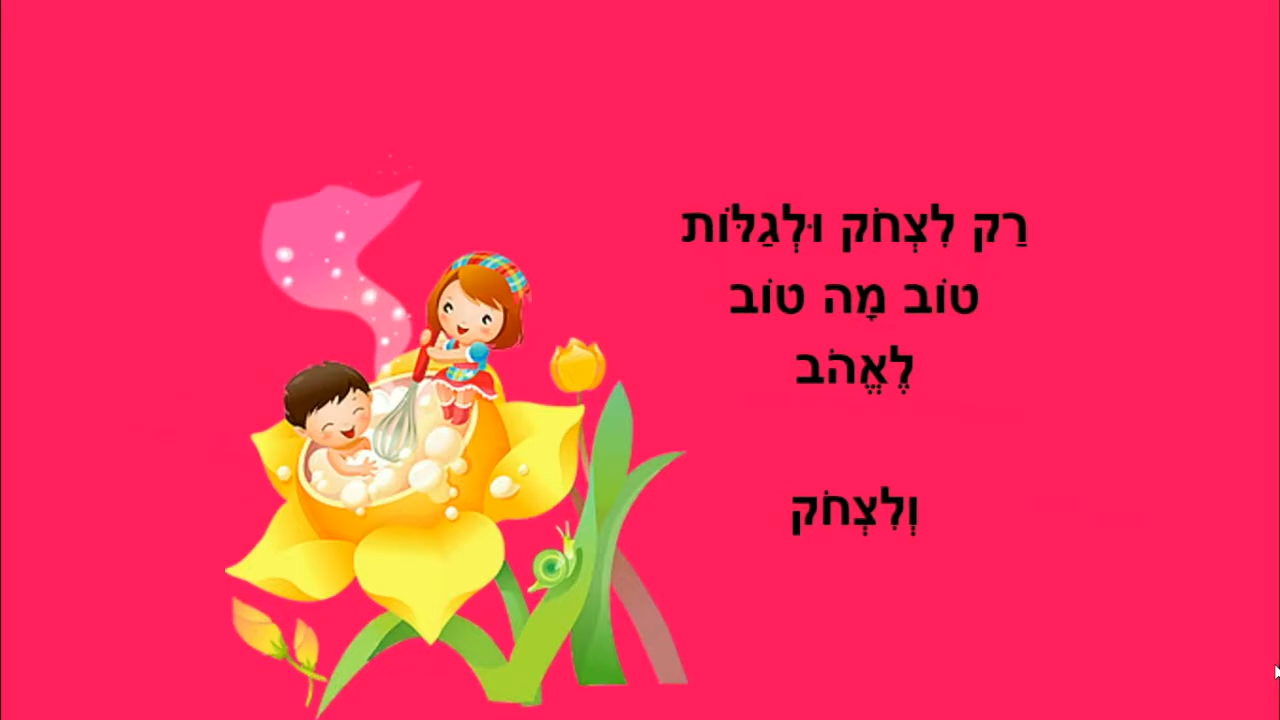 רַק לִצְחֹק וּלְגַלּוֹת
טוֹב מָה טוֹב
לֶאֱהֹב
וְלִצְחֹק